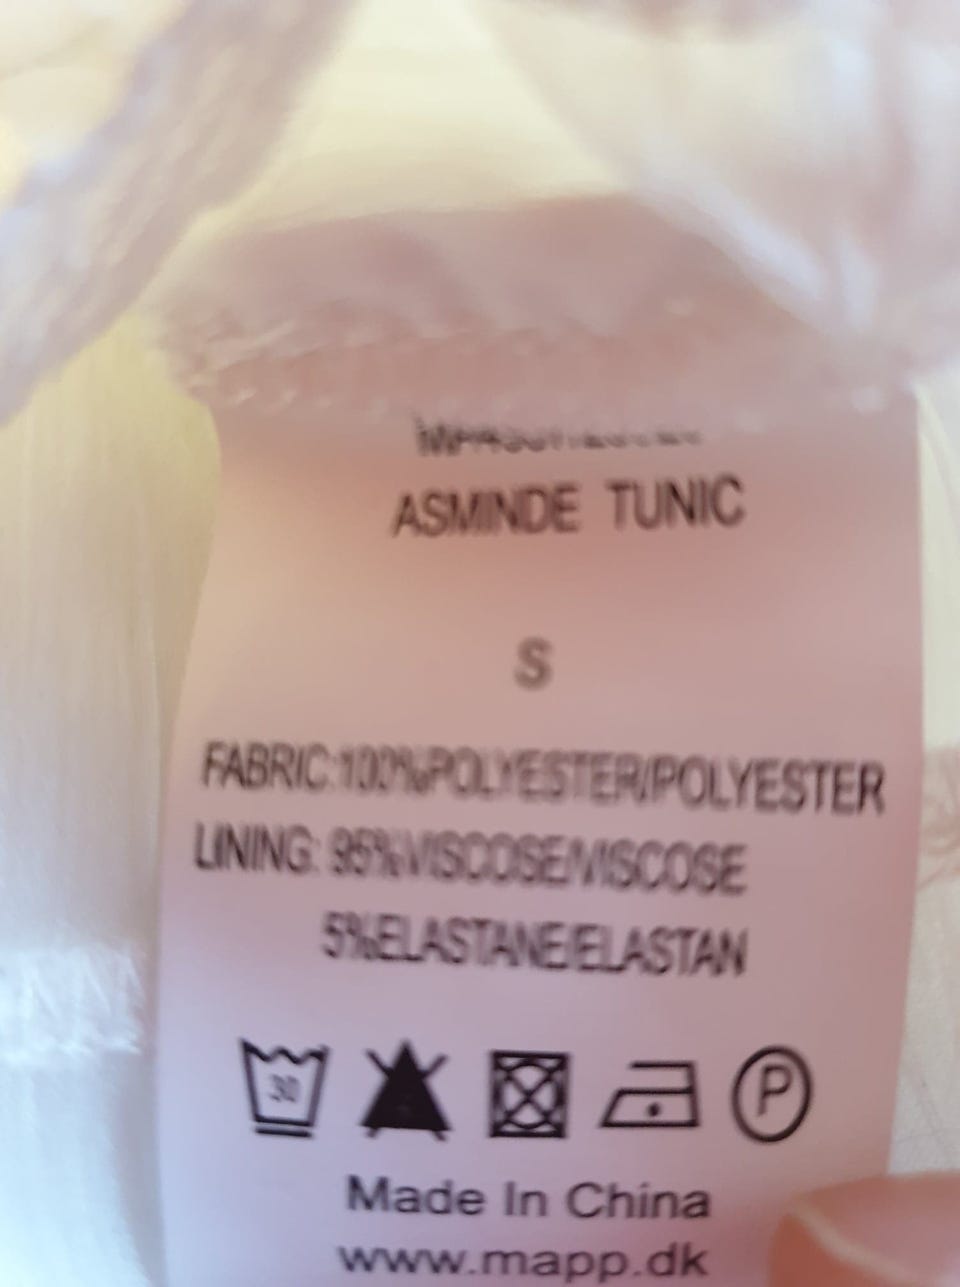 ASMINDE TUNIC
S
FABRIC:100%POLYESTER/POLYESTER
LINING: 95%VISCOSE/VISCOSE
5%ELASTANE/ELASTAN
30
P
Made In China
www.mapp.dk